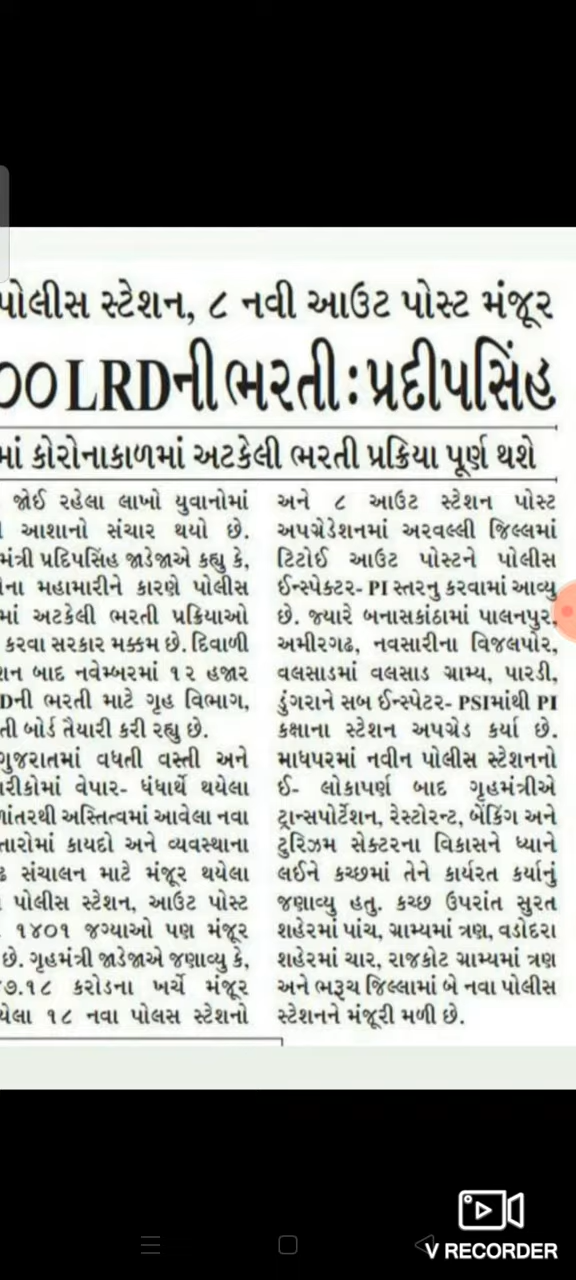 પોલીસ સ્ટેશન, ૮ નવી આઉટ પોસ્ટ મંજૂર
૦૦ LRDની ભરતી : પ્રદીપસિંહ
માં કોરોનાકાળમાં અટકેલી ભરતી પ્રક્રિયા પૂર્ણ થશે
જોઈ રહેલા લાખો યુવાનોમાં
આશાનો સંચાર થયો છે.
મંત્રી પ્રદિપસિંહ જાડેજાએ કહ્યુ કે,
ના મહામારીને કારણે પોલીસ
માં અટકેલી ભરતી પ્રક્રિયાઓ
કરવા સરકાર મક્કમ છે. દિવાળી
શન બાદ નવેમ્બરમાં ૧૨ હજાર
Dની ભરતી માટે ગૃહ વિભાગ,
તી બોર્ડ તૈયારી કરી રહ્યુ છે.
ગુજરાતમાં વધતી વસ્તી અને
રીકોમાં વેપાર- ધંધાર્થે થયેલા
ાંતરથી અસ્તિત્વમાં આવેલા નવા
તારોમાં કાયદો અને વ્યવસ્થાના
સંચાલન માટે મંજૂર થયેલા
પોલીસ સ્ટેશન, આઉટ પોસ્ટ
૧૪૦૧ જગ્યાઓ પણ મંજૂર
છે. ગૃહમંત્રી જાડેજાએ જણાવ્યુ કે,
૭.૧૮ કરોડના ખર્ચે મંજૂર
યેલા ૧૮ નવા પોલસ સ્ટેશનો
અને ૮ આઉટ સ્ટેશન પોસ્ટ
અપગ્રેડેશનમાં અરવલ્લી જિલ્લમાં
ટિટોઈ આઉટ પોસ્ટને પોલીસ
ઈન્સ્પેક્ટર- PI સ્તરનુ કરવામાં આવ્યુ
છે. જ્યારે બનાસકાંઠામાં પાલનપુર,
અમીરગઢ, નવસારીના વિજલપોર,
વલસાડમાં વલસાડ ગ્રામ્ય, પારડી,
ડુંગરાને સબ ઈન્સ્પેટર- PSIમાંથી PI
કક્ષાના સ્ટેશન અપગ્રેડ કર્યા છે.
માધપરમાં નવીન પોલીસ સ્ટેશનનો
ઈ- લોકાપર્ણ બાદ ગૃહમંત્રીએ
ટ્રાન્સપોર્ટેશન, રેસ્ટોરન્ટ, બેંકિંગ અને
ટુરિઝમ સેક્ટરના વિકાસને ધ્યાને
લઈને કચ્છમાં તેને કાર્યરત કર્યાનું
જણાવ્યુ હતુ. કચ્છ ઉપરાંત સુરત
શહેરમાં પાંચ, ગ્રામ્યમાં ત્રણ, વડોદરા
શહેરમાં ચાર, રાજકોટ ગ્રામ્યમાં ત્રણ
અને ભરૂચ જિલ્લામાં બે નવા પોલીસ
સ્ટેશનને મંજૂરી મળી છે.
V RECORDER